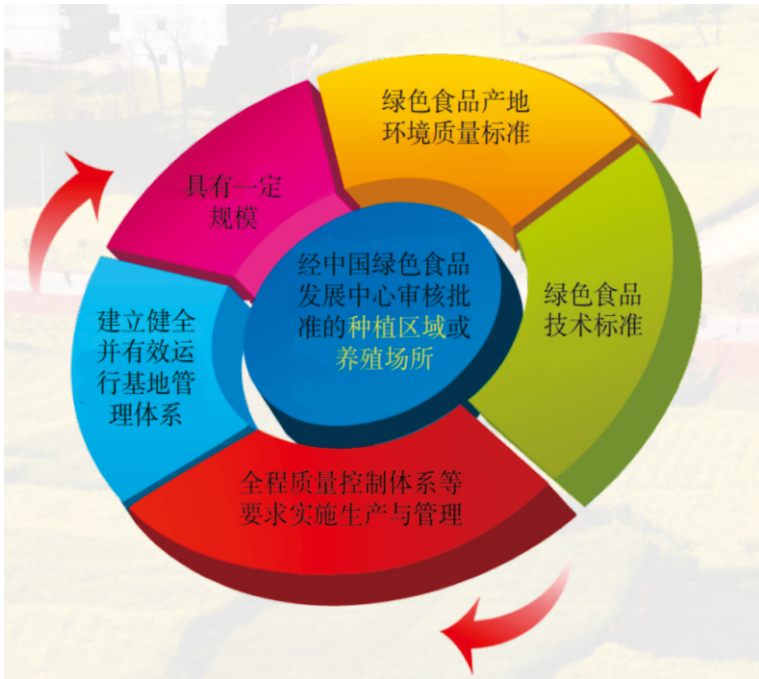 绿色食品产地
环境质量标准
绿色食品
技术标准
全程质量控制体系等
要求实施生产与管理
建立健全
并有效运
行基地管
理体系
具有一定
规模
经中国绿色食品
发展中心审核批
准的种植区域或
养殖场所